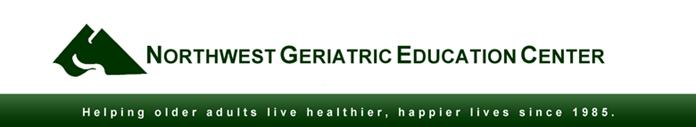 NORTHWEST GERIATRIC EDUCATION CENTER
Helping older adults live healthier, happier lives since 1985.